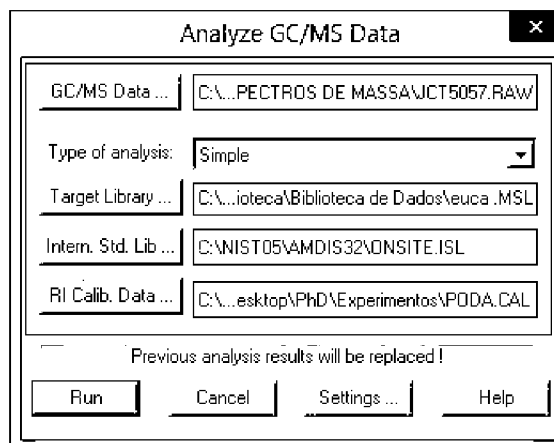 Analyze GC/MS Data
GC/MS Data ... C:\...PECTROS DE MASSA\JCT5057.RAW
Type of analysis: Simple
Target Library ... C:\...ioteca\Biblioteca de Dados\euca .MSL
Intern. Std. Lib ... C:\NIST05\AMDIS32\ONSITE.ISL
RI Calib. Data ... C:\...esktop\PhD\Experimentos\PODA.CAL
Previous analysis results will be replaced !
Run Cancel Settings ... Help